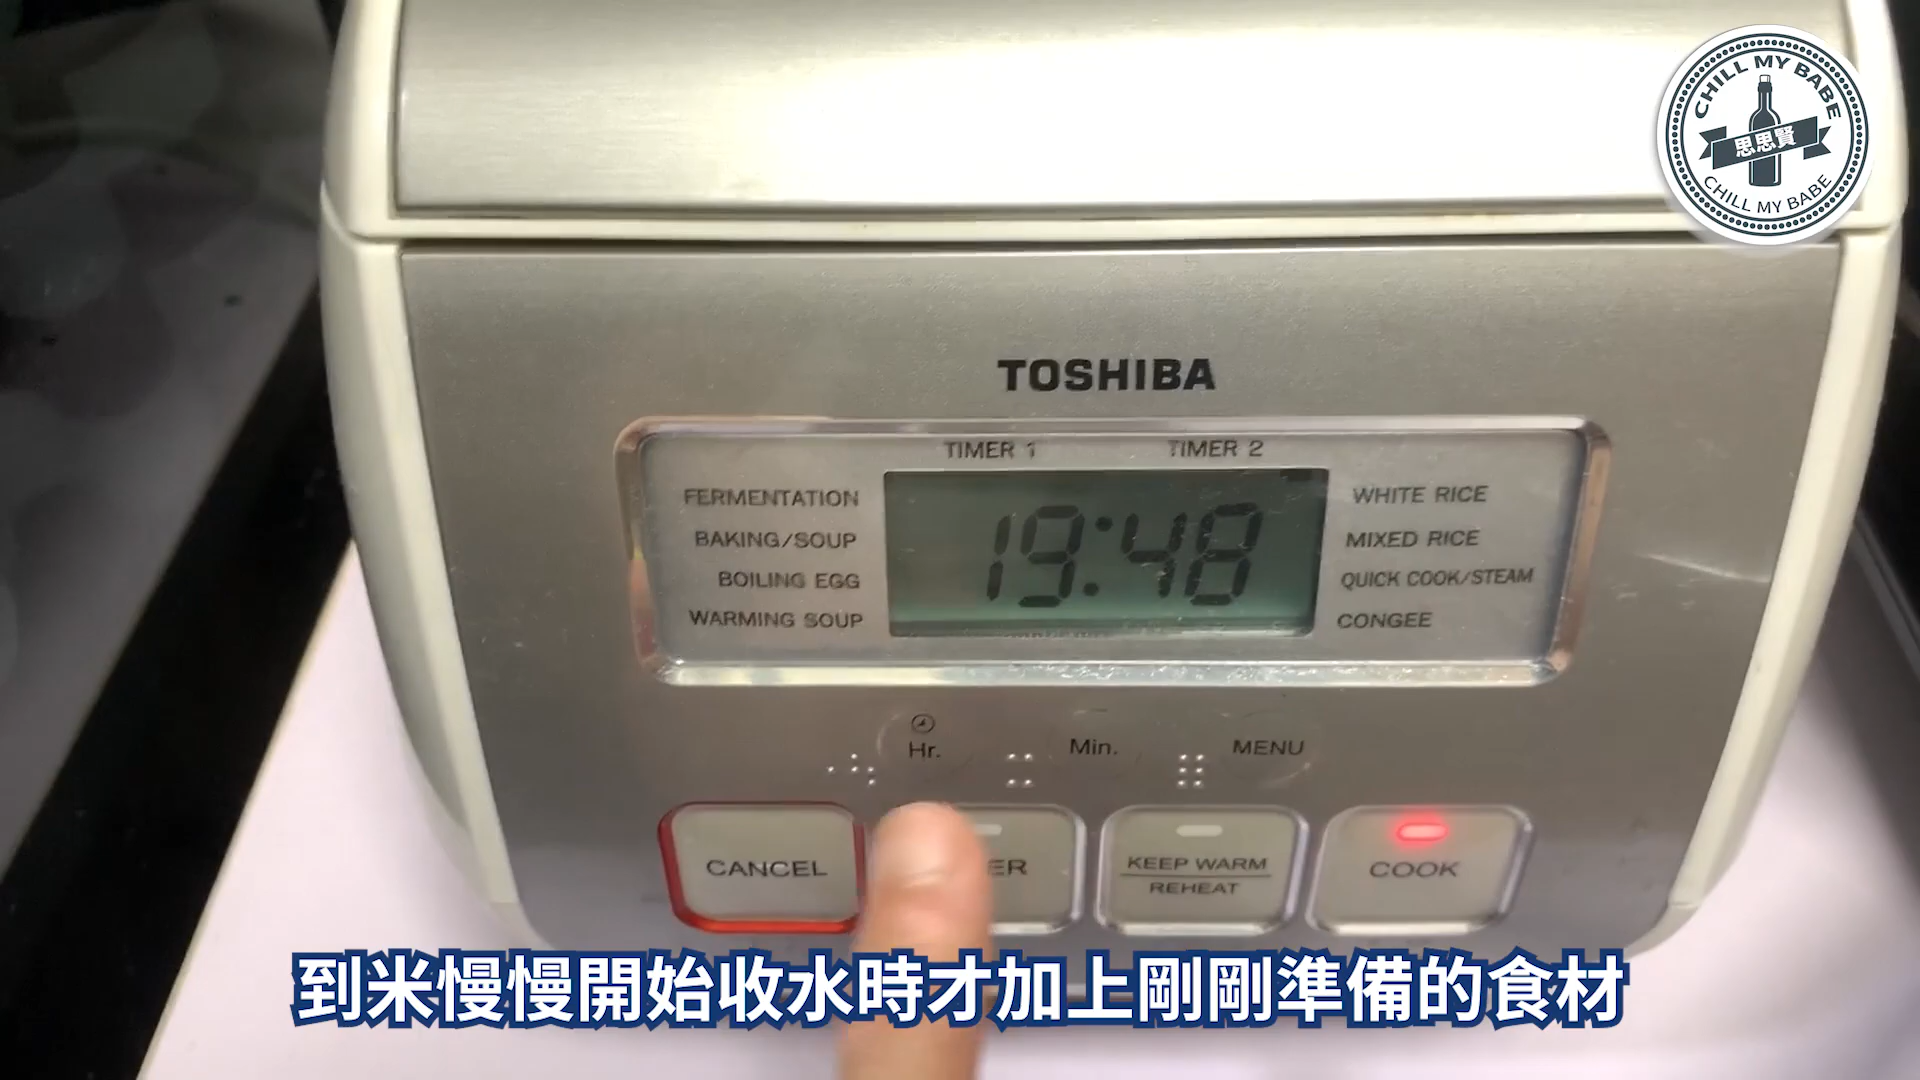 CHILL MY BABE
思思賢
CHILL MY BABE
TOSHIBA
TIMER 1 TIMER 2
FERMENTATION
BAKING/SOUP
BOILING EGG
WARMING SOUP
19:48
WHITE RICE
MIXED RICE
QUICK COOK/STEAM
CONGEE
Hr. Min. MENU
CANCEL
ER
KEEP WARM
REHEAT
COOK
到米慢慢開始收水時才加上剛剛準備的食材